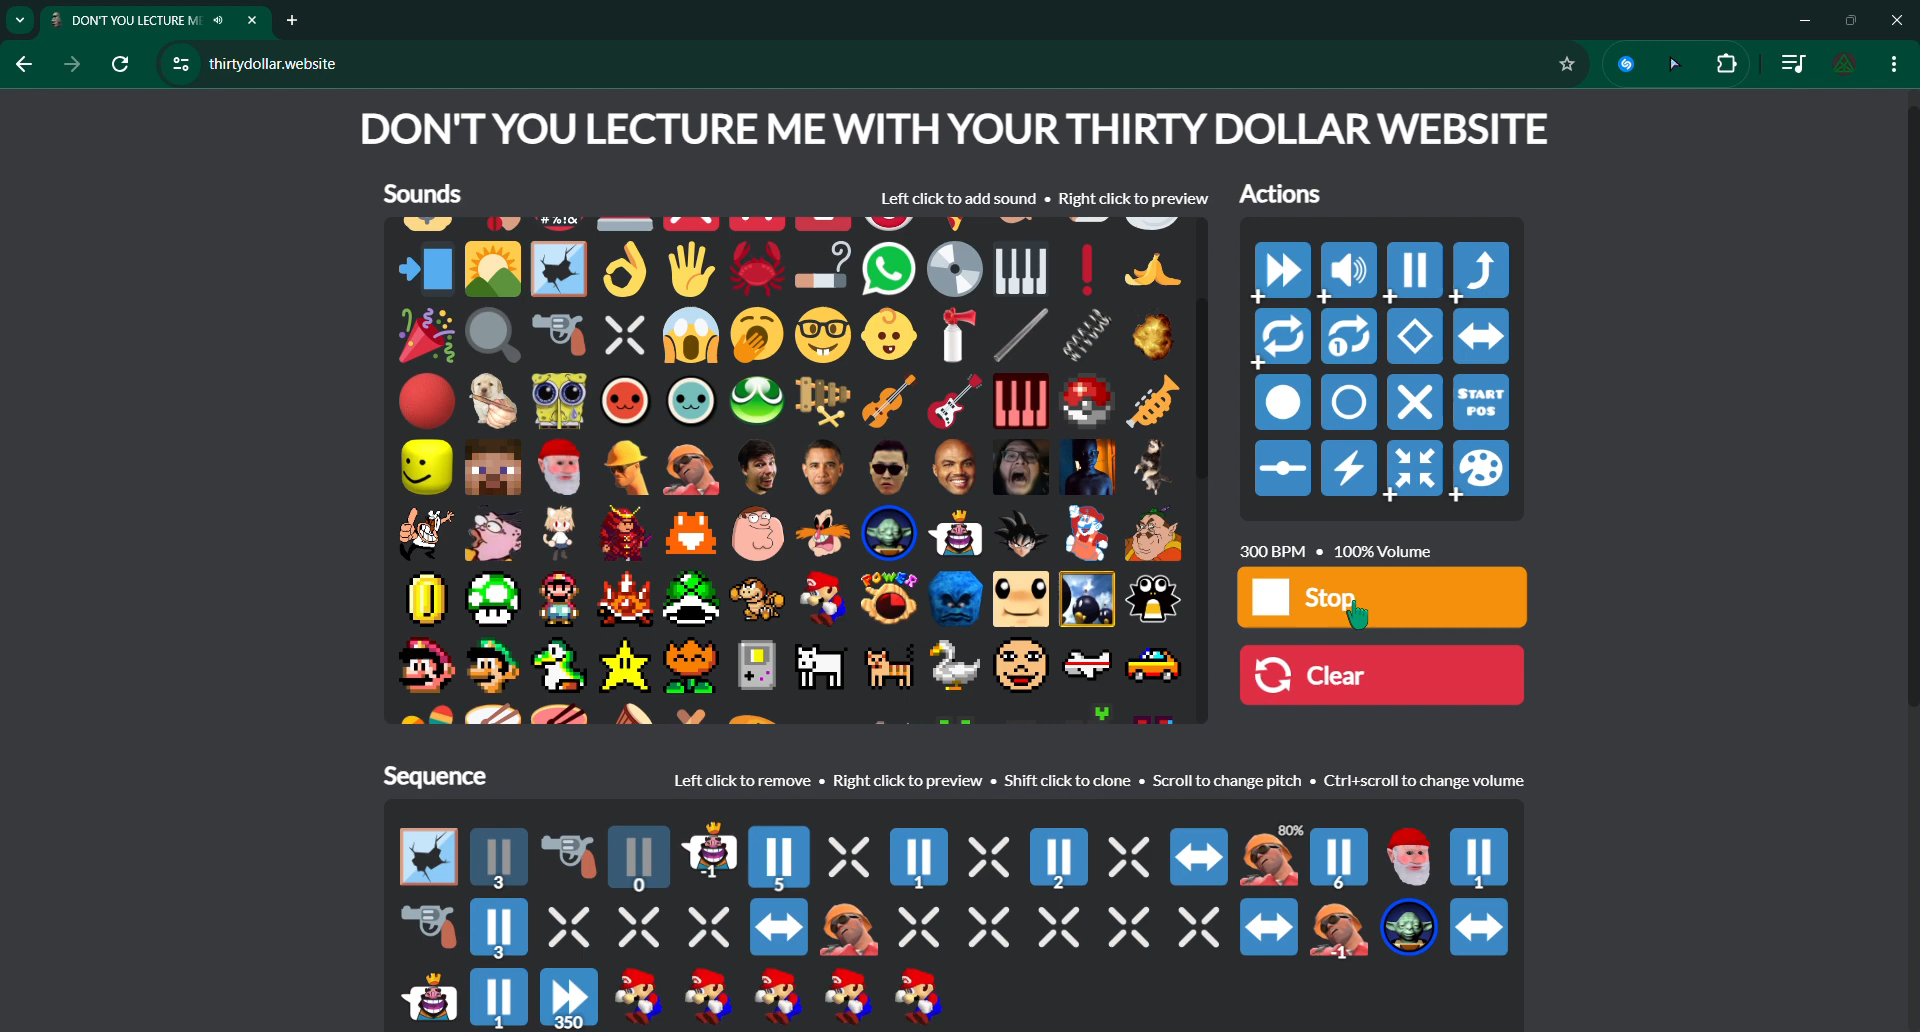 DON'T YOU LECTURE ME
thirtydollar.website
DON'T YOU LECTURE ME WITH YOUR THIRTY DOLLAR WEBSITE
Sounds
Left click to add sound • Right click to preview
Actions
#%!&
1
START
POS
POWER
300 BPM • 100% Volume
Stop
Clear
Sequence
Left click to remove • Right click to preview • Shift click to clone • Scroll to change pitch • Ctrl+scroll to change volume
3 0 -1 5 1 2 80% 6 1
3 -1
1 350